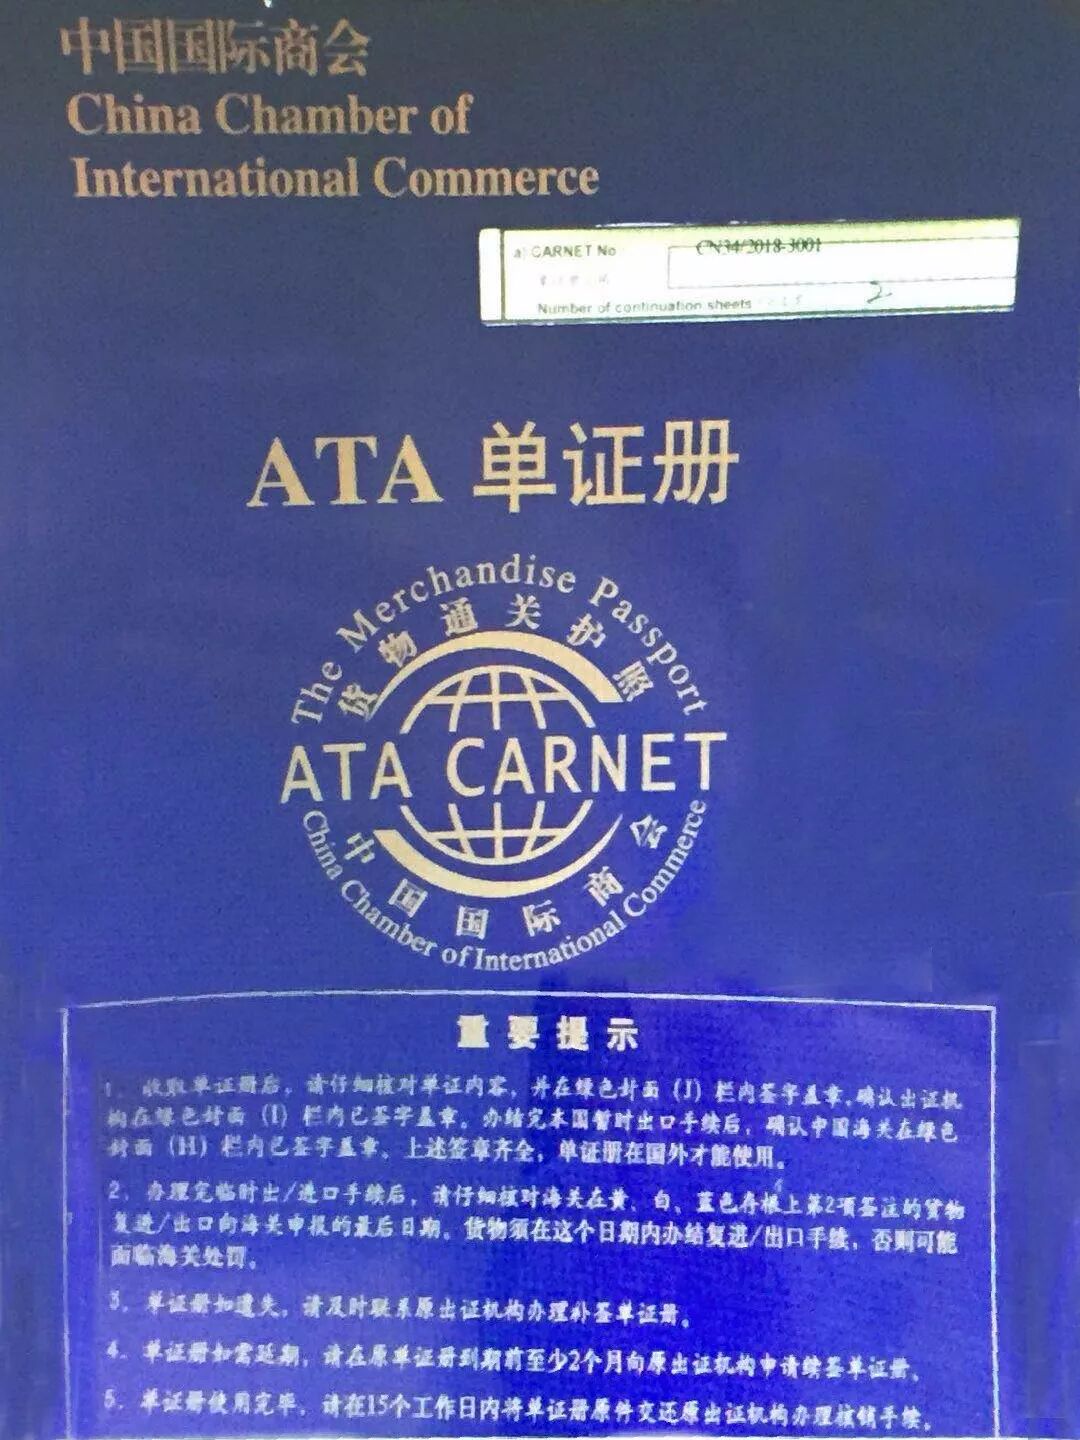 中国国际商会
China Chamber of
International Commerce
a) CARNET No
CN34/2018-3001
Number of continuation sheets
2
ATA 单证册
The Merchandise Passport
货物通关护照
ATA CARNET
中国国际商会
China Chamber of International Commerce
重要提示
1、收取单证册后，请仔细核对单证内容，并在绿色封面（J）栏内签字盖章，确认出证机
构在绿色封面（I）栏内已签字盖章。办结完本国暂时出口手续后，确认中国海关在绿色
封面（H）栏内已签字盖章。上述签章齐全，单证册在国外才能使用。
2、办理完临时出/进口手续后，请仔细核对海关在黄、白、蓝色存根上第2项签注的货物
复进/出口向海关申报的最后日期。货物须在这个日期内办结复进/出口手续，否则可能
面临海关处罚。
3、单证册如遗失，请及时联系原出证机构办理补签单证册。
4、单证册如需延期，请在原单证册到期前至少2个月向原出证机构申请续签单证册。
5、单证册使用完毕，请在15个工作日内将单证册原件交还原出证机构办理核销手续。